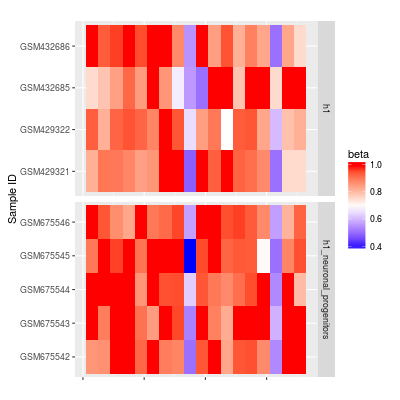 Sample ID
GSM432686
GSM432685
GSM429322
GSM429321
h1
GSM675546
GSM675545
GSM675544
GSM675543
GSM675542
h1_neuronal_progenitors
beta
1.0
0.8
0.6
0.4